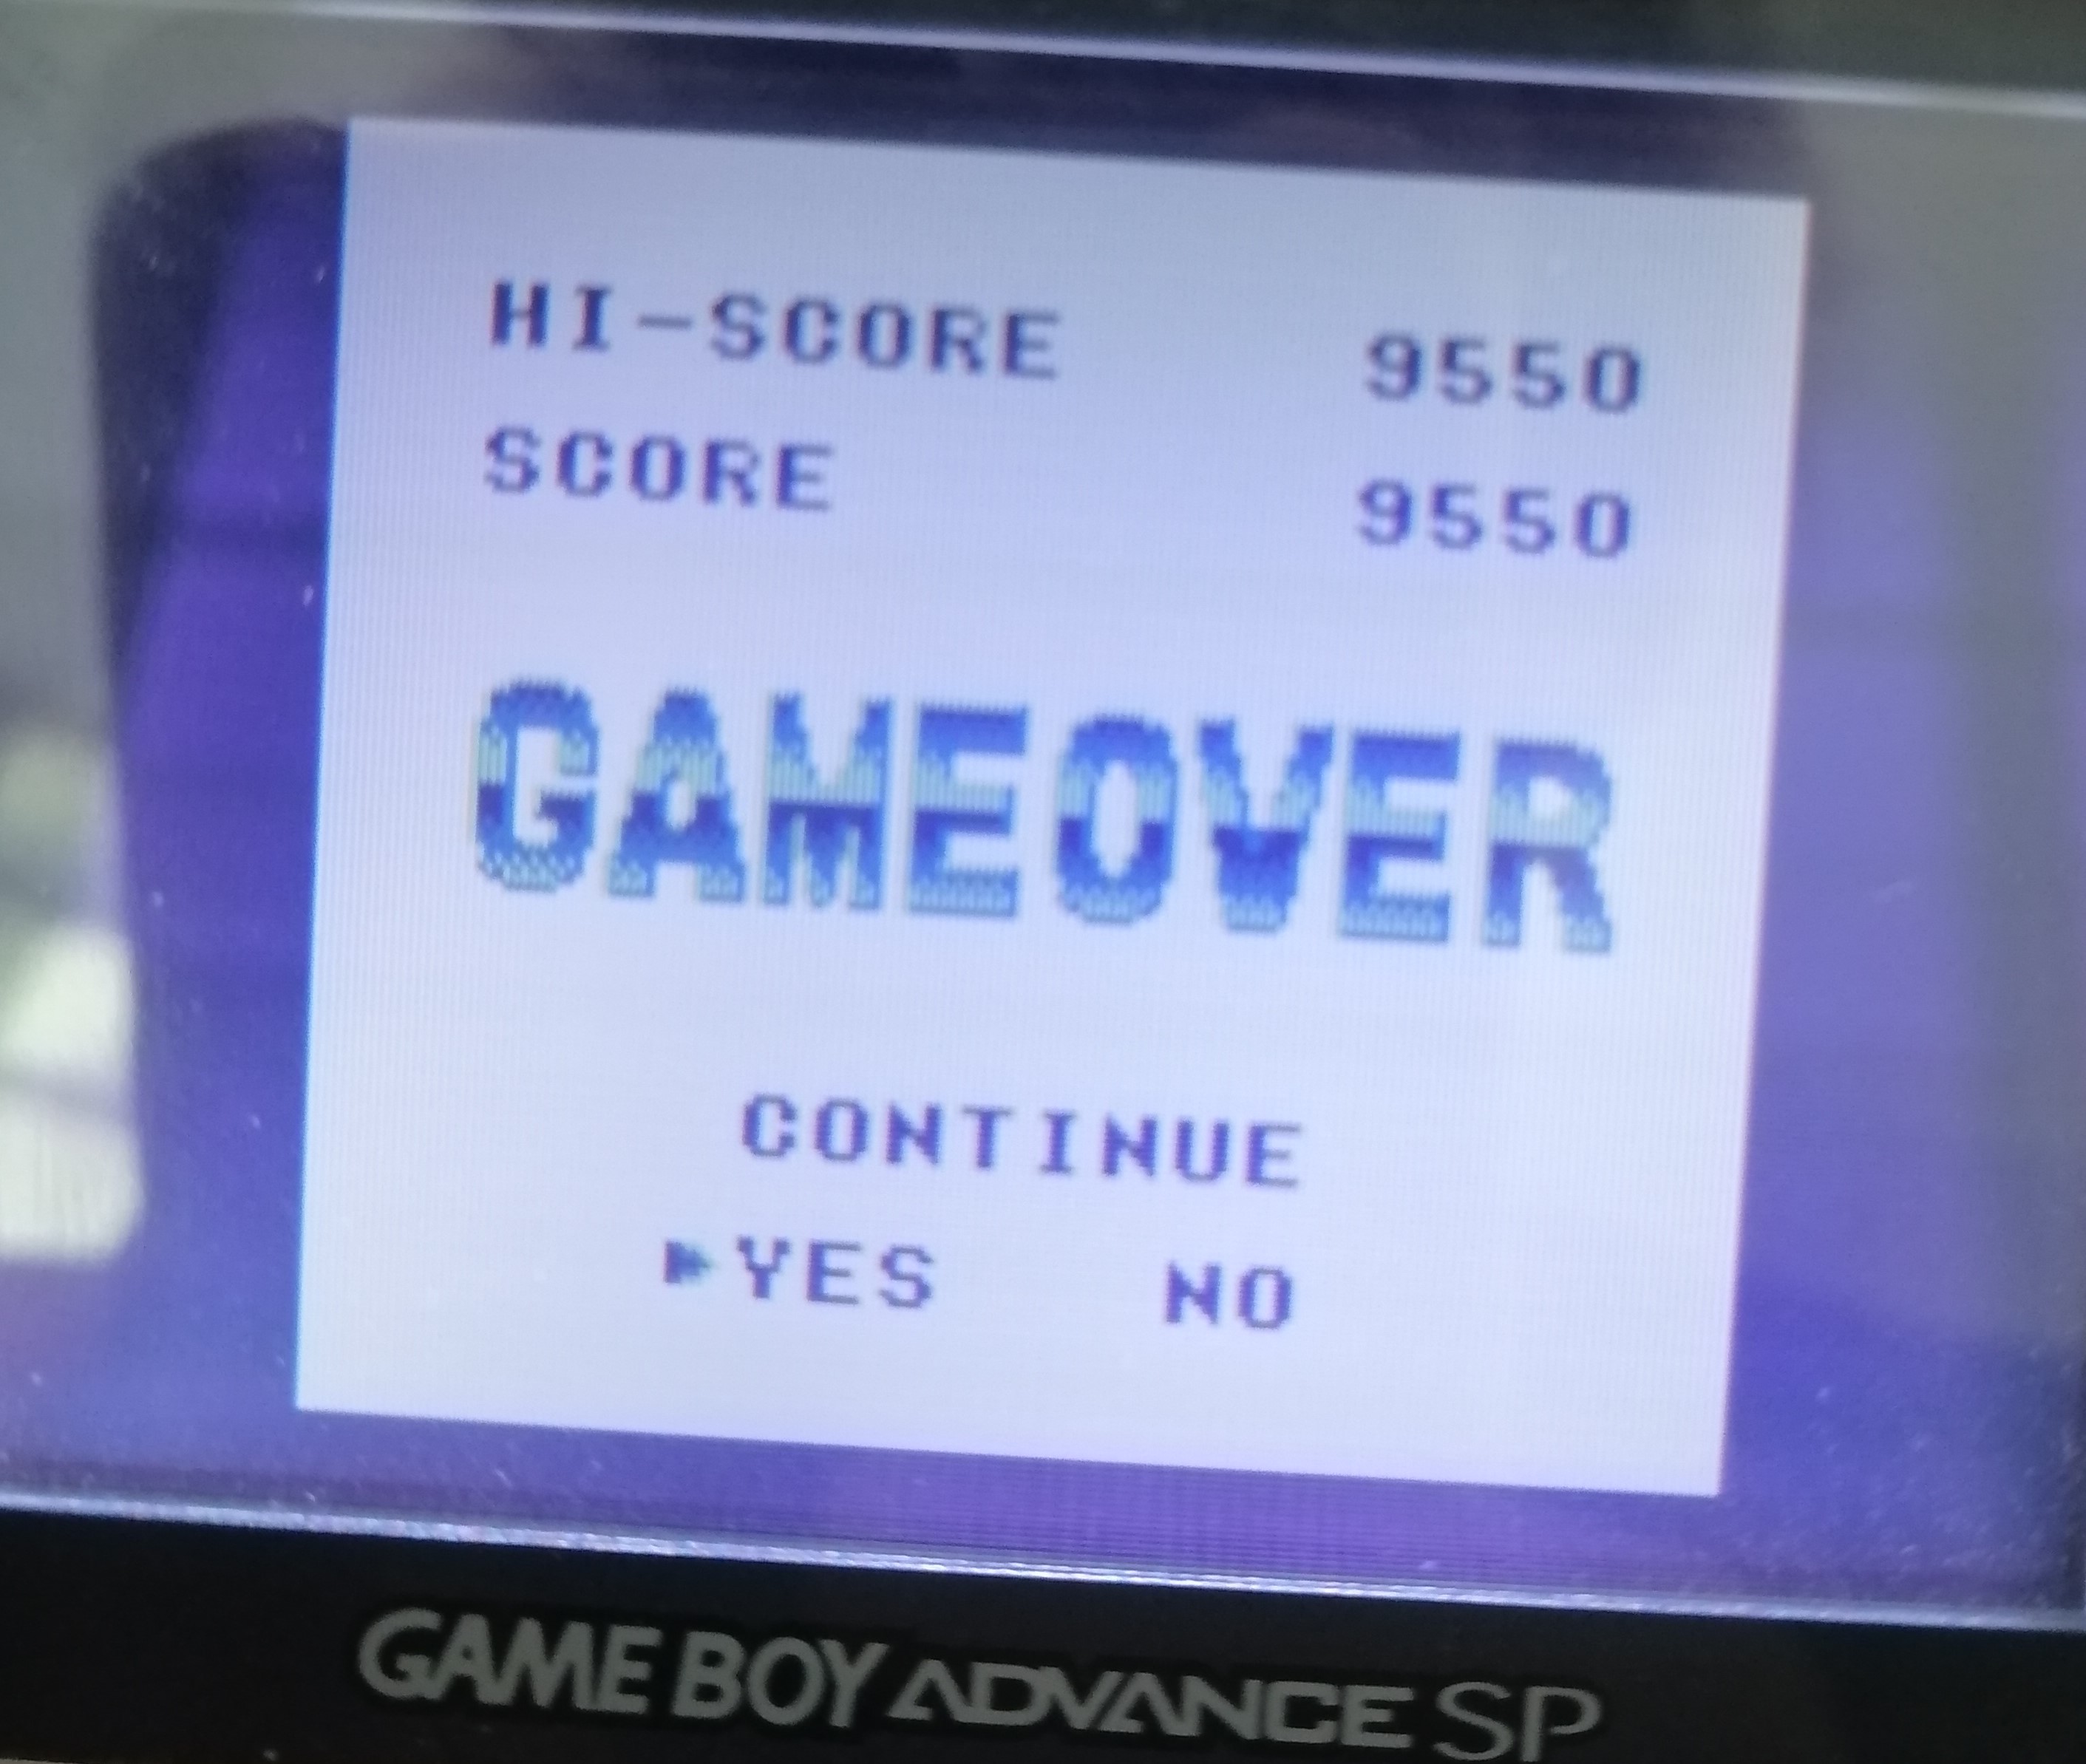 HI-SCORE 9550
SCORE 9550
GAMEOVER
CONTINUE
▶YES NO
GAME BOY ADVANCE SP